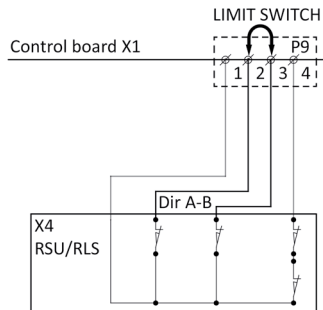 LIMIT SWITCH
Control board X1
P9
1 2 3 4
Dir A-B
X4
RSU/RLS